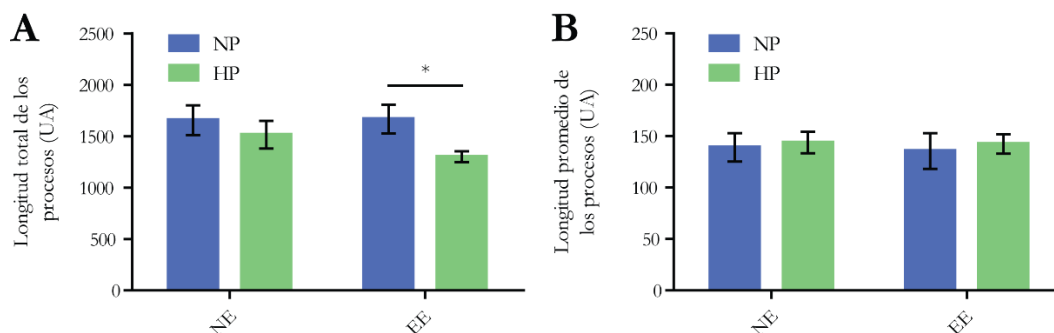 A
Longitud total de los
procesos (UA)
2500
2000
1500
1000
500
0
NP
HP
*
NE
EE
B
Longitud promedio de
los procesos (UA)
250
200
150
100
50
0
NP
HP
NE
EE